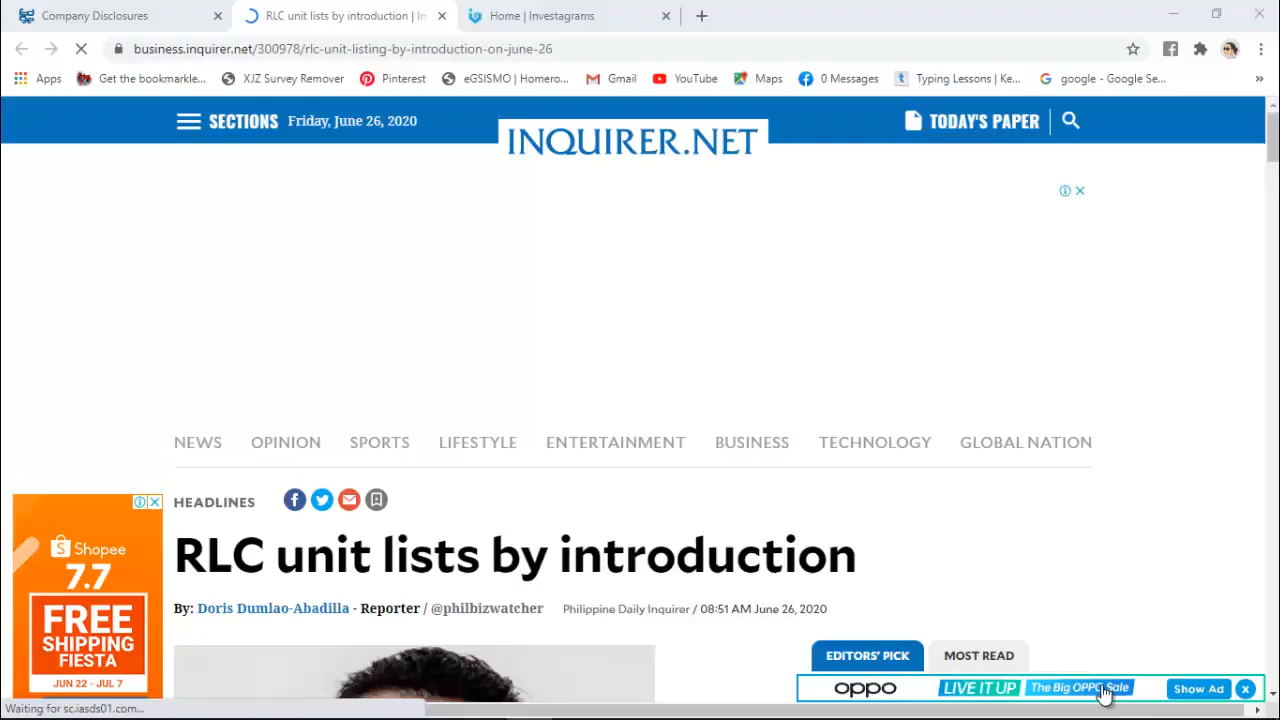 Company Disclosures
RLC unit lists by introduction | In
Home | Investagrams
business.inquirer.net/300978/rlc-unit-listing-by-introduction-on-june-26
Apps
Get the bookmarkle...
XJZ Survey Remover
Pinterest
eGSISMO | Homero...
Gmail
YouTube
Maps
0 Messages
Typing Lessons | Ke...
google - Google Se...
SECTIONS
Friday, June 26, 2020
INQUIRER.NET
TODAY'S PAPER
NEWS
OPINION
SPORTS
LIFESTYLE
ENTERTAINMENT
BUSINESS
TECHNOLOGY
GLOBAL NATION
HEADLINES
RLC unit lists by introduction
By: Doris Dumlao-Abadilla - Reporter / @philbizwatcher
Philippine Daily Inquirer / 08:51 AM June 26, 2020
Shopee
7.7
FREE
SHIPPING
FIESTA
JUN 22 - JUL 7
EDITORS' PICK
MOST READ
oppo
LIVE IT UP
The Big OPPO Sale
Show Ad
Waiting for sc.iasds01.com...